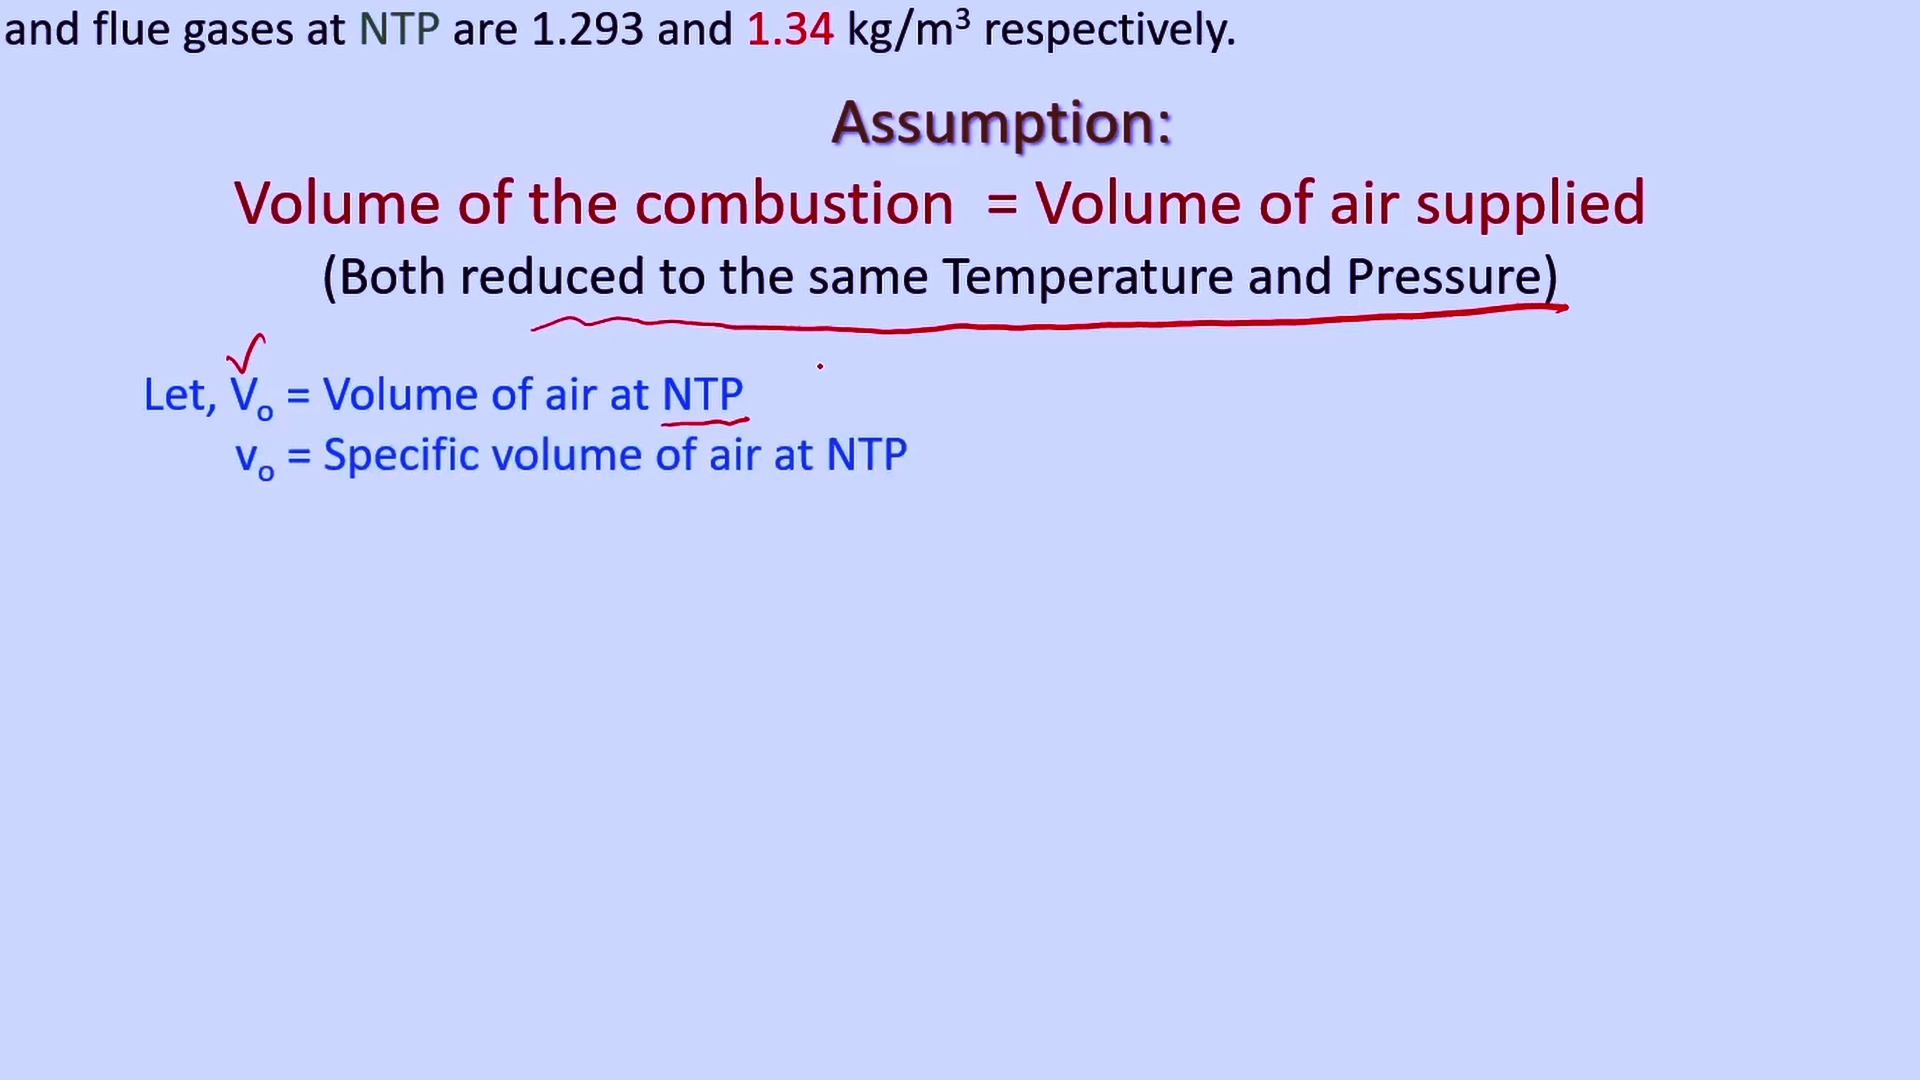 and flue gases at NTP are 1.293 and 1.34 kg/m³ respectively.
Assumption:
Volume of the combustion = Volume of air supplied
(Both reduced to the same Temperature and Pressure)
Let, Vₒ = Volume of air at NTP
vₒ = Specific volume of air at NTP